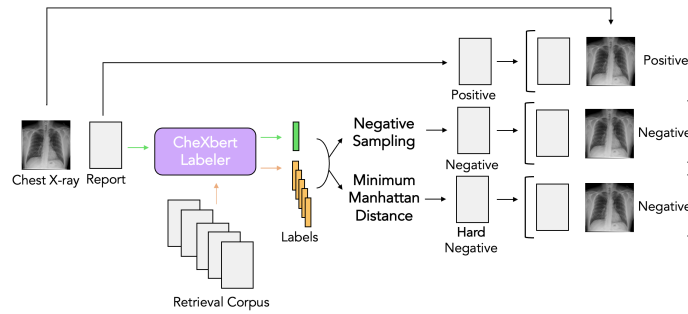 Positive
Positive
CheXbert
Labeler
Negative
Sampling
Negative
Negative
Chest X-ray
Report
Minimum
Manhattan
Distance
Hard
Negative
Negative
Labels
Retrieval Corpus